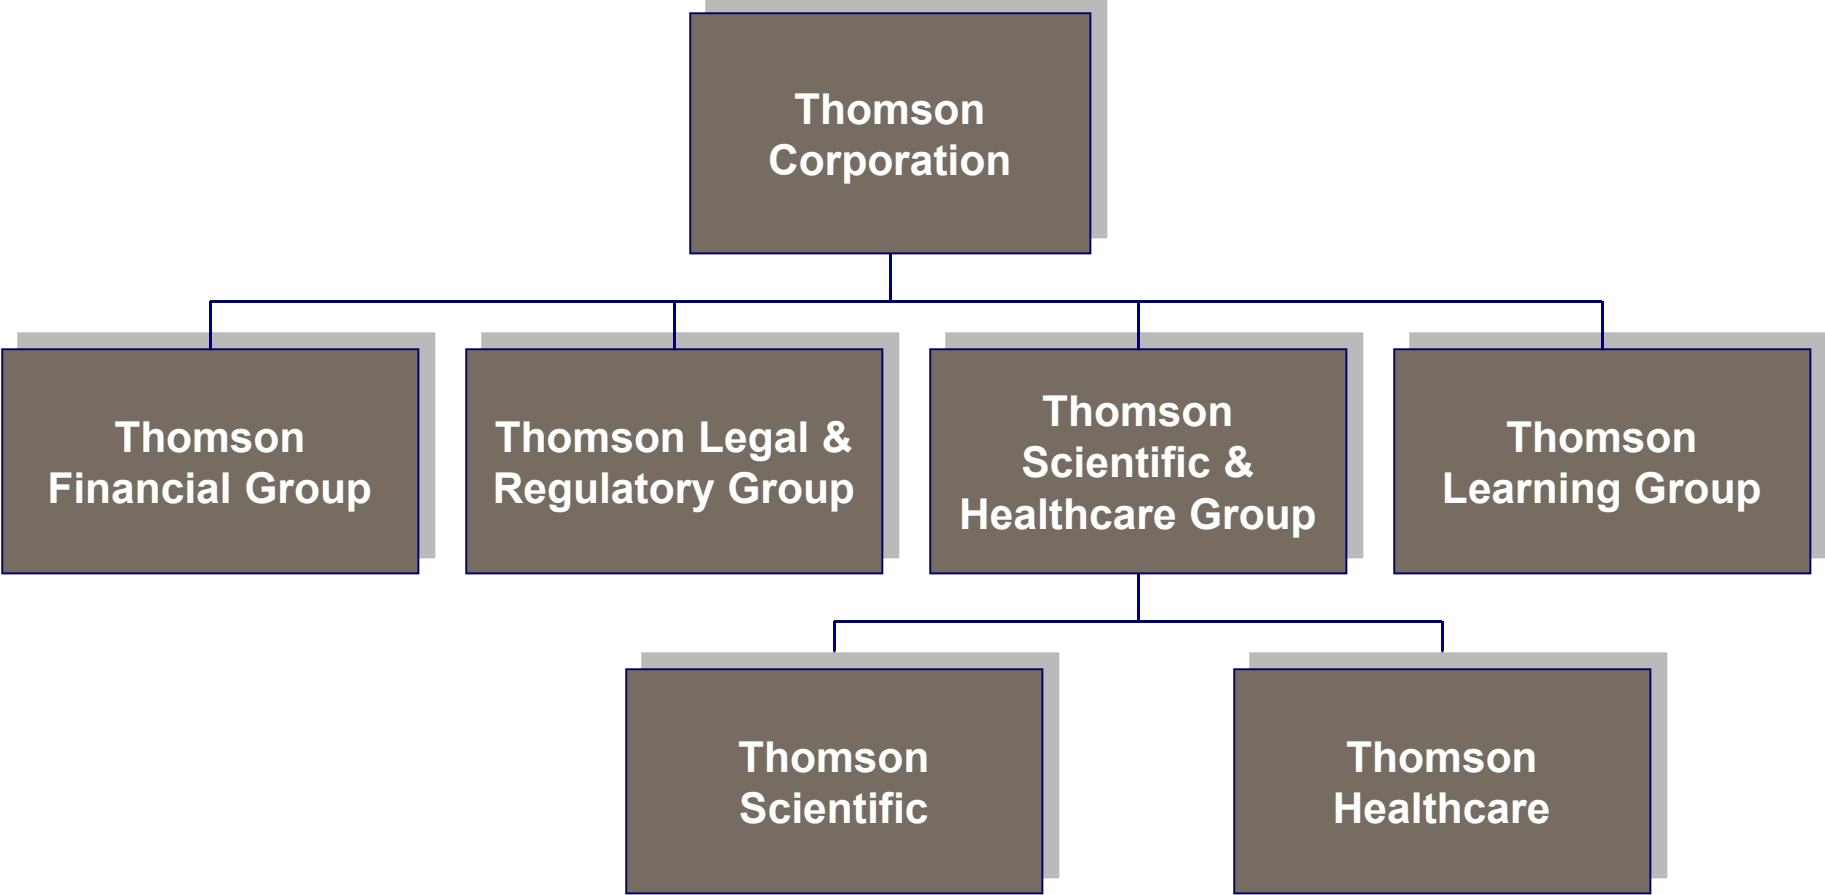 Thomson
Corporation
Thomson
Financial Group
Thomson Legal &
Regulatory Group
Thomson
Scientific &
Healthcare Group
Thomson
Learning Group
Thomson
Scientific
Thomson
Healthcare